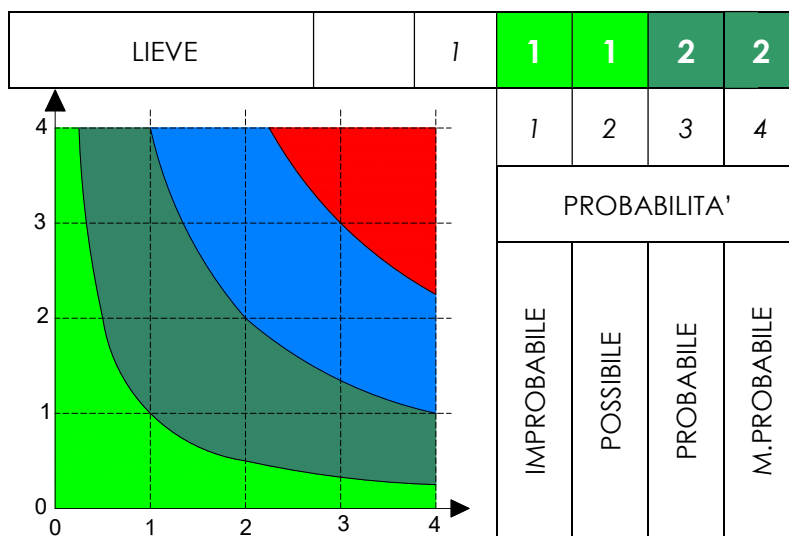 LIEVE 1 1 1 2 2
1 2 3 4
PROBABILITA'
IMPROBABILE
POSSIBILE
PROBABILE
M.PROBABILE
4
3
2
1
0
0 1 2 3 4